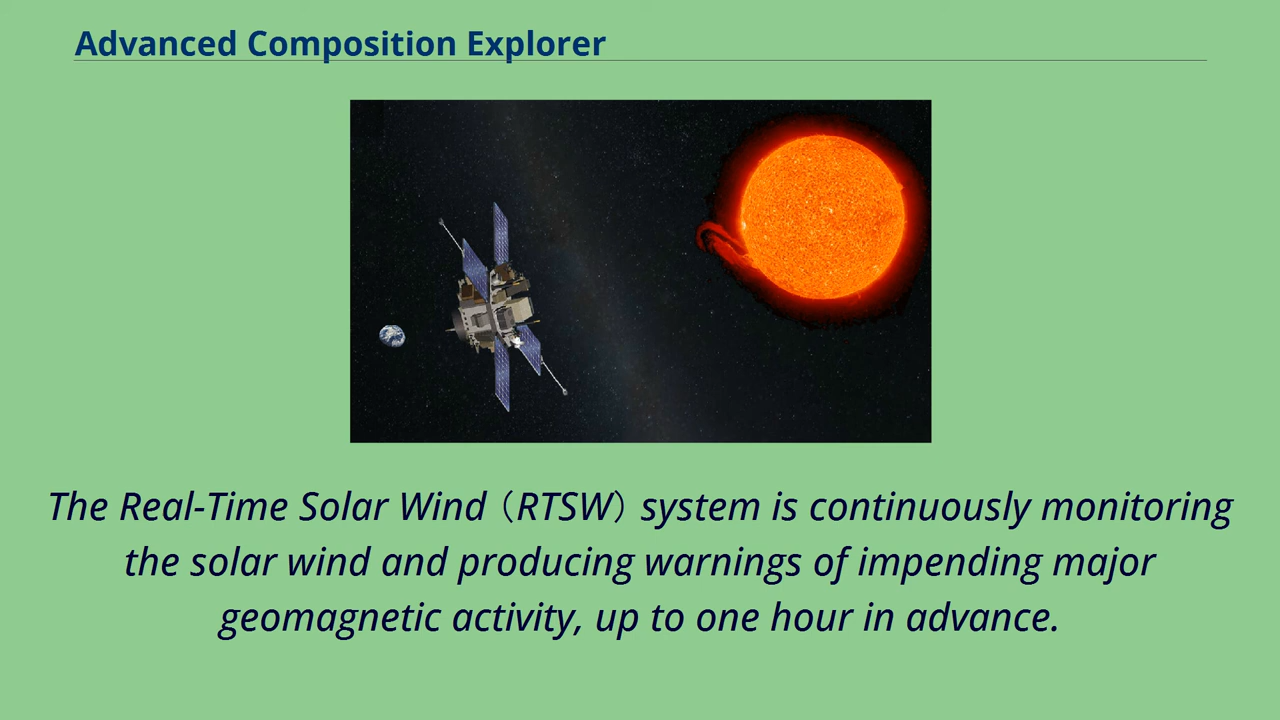 Advanced Composition Explorer
The Real-Time Solar Wind（RTSW）system is continuously monitoring
the solar wind and producing warnings of impending major
geomagnetic activity, up to one hour in advance.